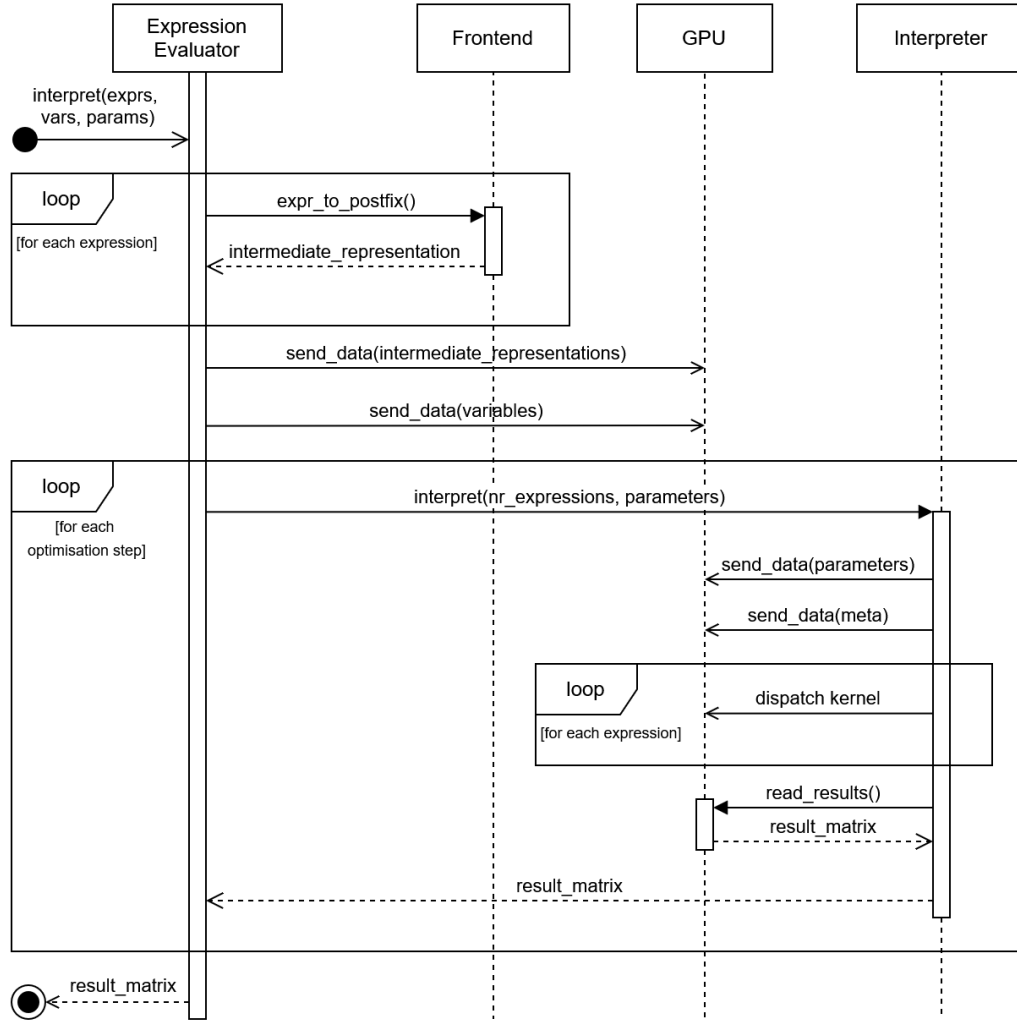 Expression
Evaluator
Frontend
GPU
Interpreter
interpret(exprs,
vars, params)
loop
[for each expression]
expr_to_postfix()
intermediate_representation
send_data(intermediate_representations)
send_data(variables)
loop
[for each
optimisation step]
interpret(nr_expressions, parameters)
send_data(parameters)
send_data(meta)
loop
[for each expression]
dispatch kernel
read_results()
result_matrix
result_matrix
result_matrix